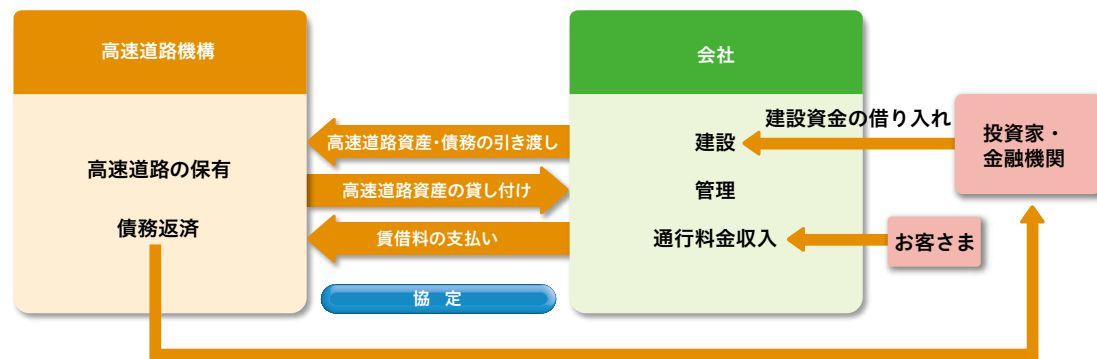 高速道路機構
会社
高速道路の保有
債務返済
高速道路資産・債務の引き渡し
高速道路資産の貸し付け
賃借料の支払い
協 定
建設
管理
通行料金収入
建設資金の借り入れ
投資家・
金融機関
お客さま